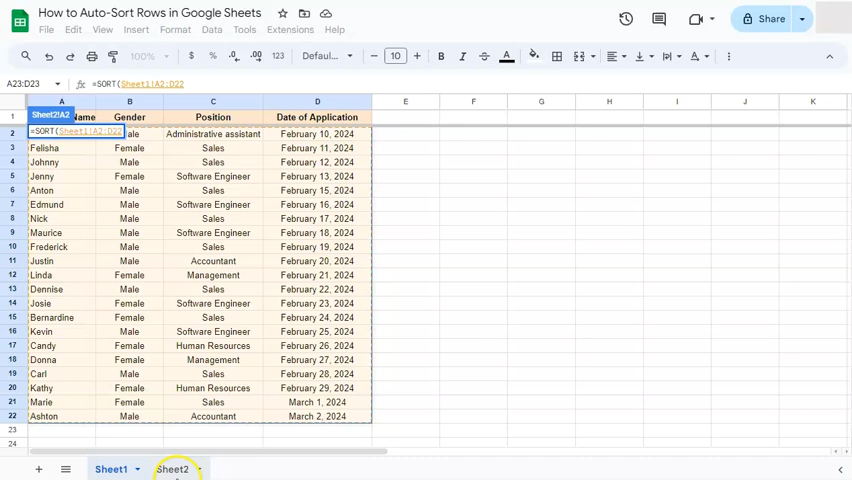 How to Auto-Sort Rows in Google Sheets
File Edit View Insert Format Data Tools Extensions Help
Share
100% $ % .0 .00 123 Defaul... 10 B I A
A23:D23 =SORT(Sheet1!A2:D22
A B C D E F G H I J K
Sheet2!A2
1 Name Gender Position Date of Application
=SORT(Sheet1!A2:D22
2 ale Administrative assistant February 10, 2024
3 Felisha Female Sales February 11, 2024
4 Johnny Male Sales February 12, 2024
5 Jenny Female Software Engineer February 13, 2024
6 Anton Male Sales February 15, 2024
7 Edmund Male Software Engineer February 16, 2024
8 Nick Male Sales February 17, 2024
9 Maurice Male Software Engineer February 18, 2024
10 Frederick Male Sales February 19, 2024
11 Justin Male Accountant February 20, 2024
12 Linda Female Management February 21, 2024
13 Dennise Male Sales February 22, 2024
14 Josie Female Software Engineer February 23, 2024
15 Bernardine Female Sales February 24, 2024
16 Kevin Male Software Engineer February 25, 2024
17 Candy Female Human Resources February 26, 2024
18 Donna Female Management February 27, 2024
19 Carl Male Sales February 28, 2024
20 Kathy Female Human Resources February 29, 2024
21 Marie Female Sales March 1, 2024
22 Ashton Male Accountant March 2, 2024
23
24
Sheet1 Sheet2